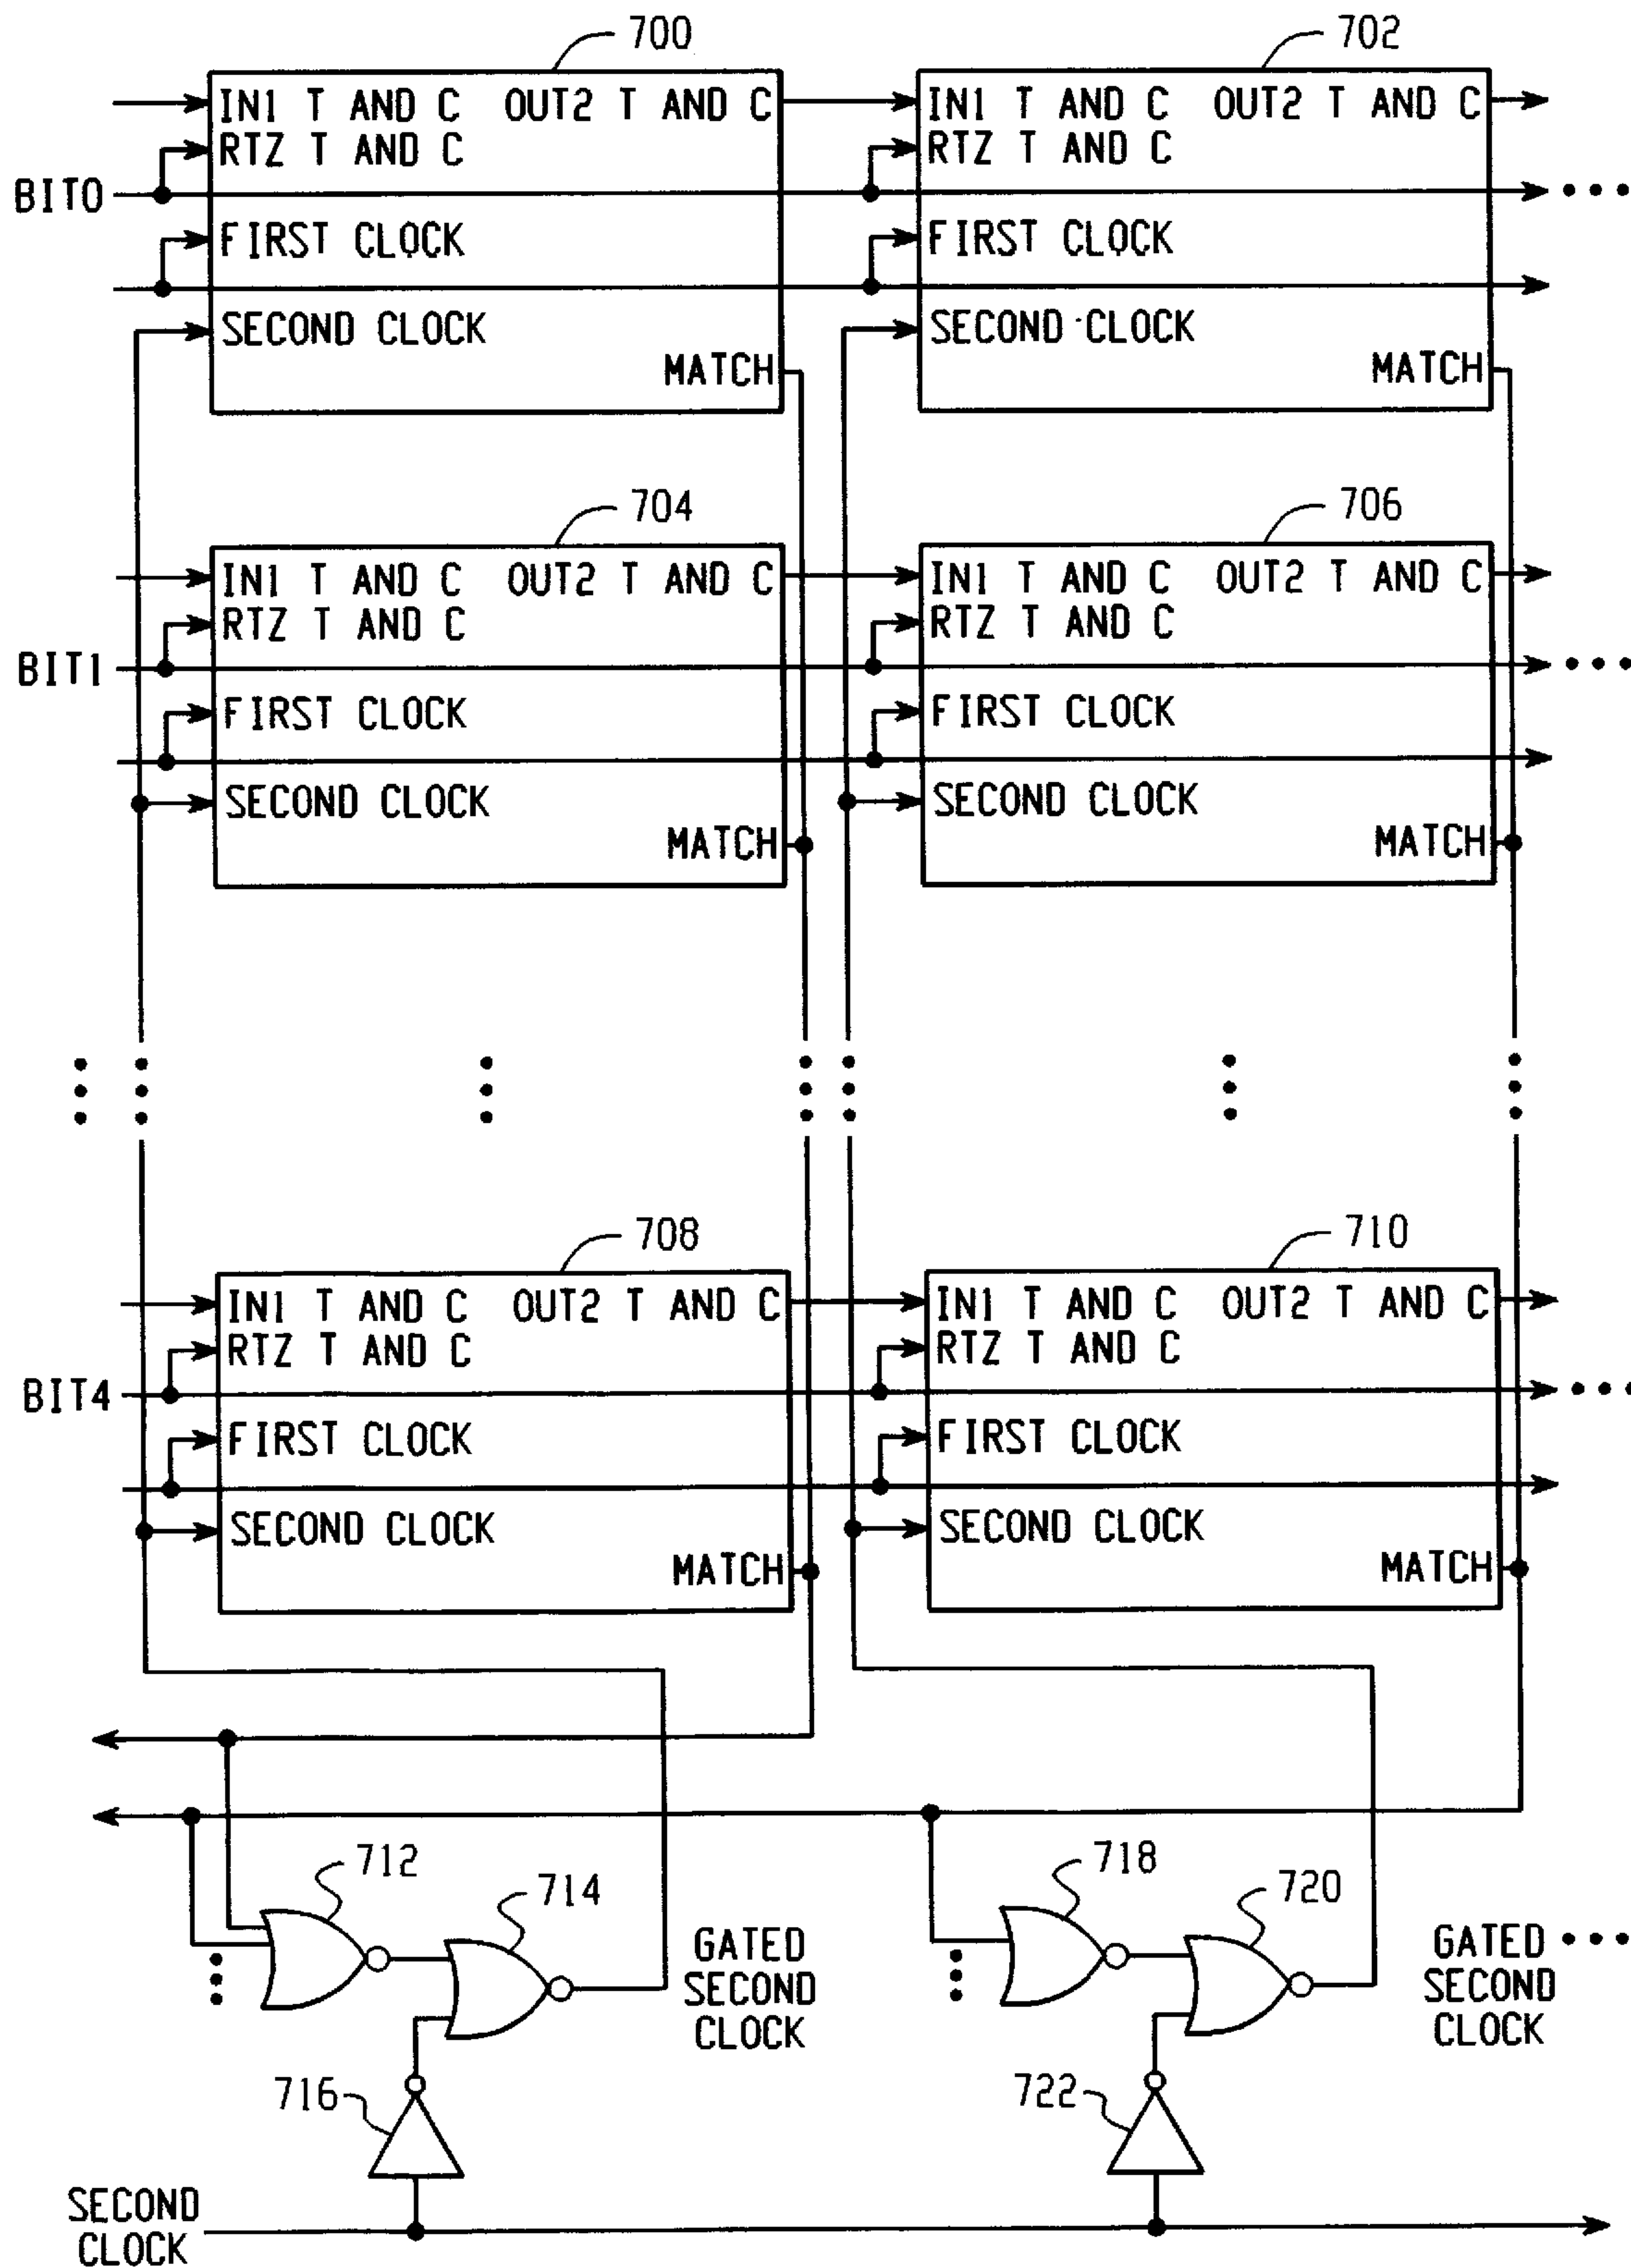 700
702
IN1 T AND C OUT2 T AND C
RTZ T AND C
BIT0
FIRST CLOCK
SECOND CLOCK
MATCH
IN1 T AND C OUT2 T AND C
RTZ T AND C
FIRST CLOCK
SECOND CLOCK
MATCH
704
706
IN1 T AND C OUT2 T AND C
RTZ T AND C
BIT1
FIRST CLOCK
SECOND CLOCK
MATCH
IN1 T AND C OUT2 T AND C
RTZ T AND C
FIRST CLOCK
SECOND CLOCK
MATCH
708
710
IN1 T AND C OUT2 T AND C
RTZ T AND C
BIT4
FIRST CLOCK
SECOND CLOCK
MATCH
IN1 T AND C OUT2 T AND C
RTZ T AND C
FIRST CLOCK
SECOND CLOCK
MATCH
712
714
GATED
SECOND
CLOCK
716
718
720
GATED
SECOND
CLOCK
722
SECOND
CLOCK